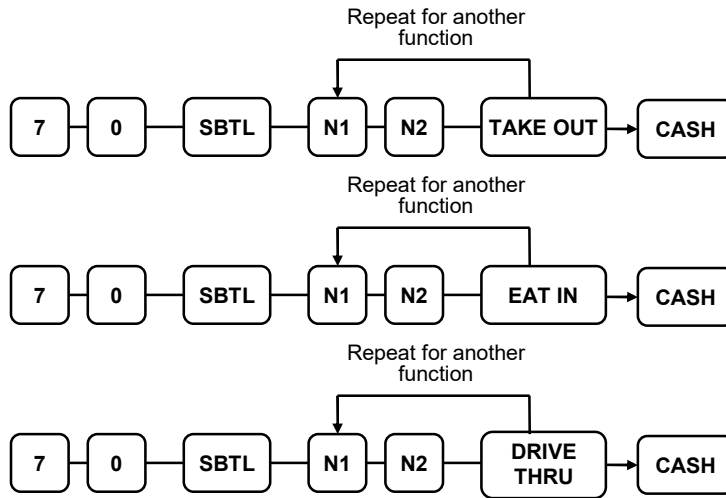 Repeat for another
function
7 0 SBTL N1 N2 TAKE OUT CASH
Repeat for another
function
7 0 SBTL N1 N2 EAT IN CASH
Repeat for another
function
7 0 SBTL N1 N2 DRIVE THRU CASH